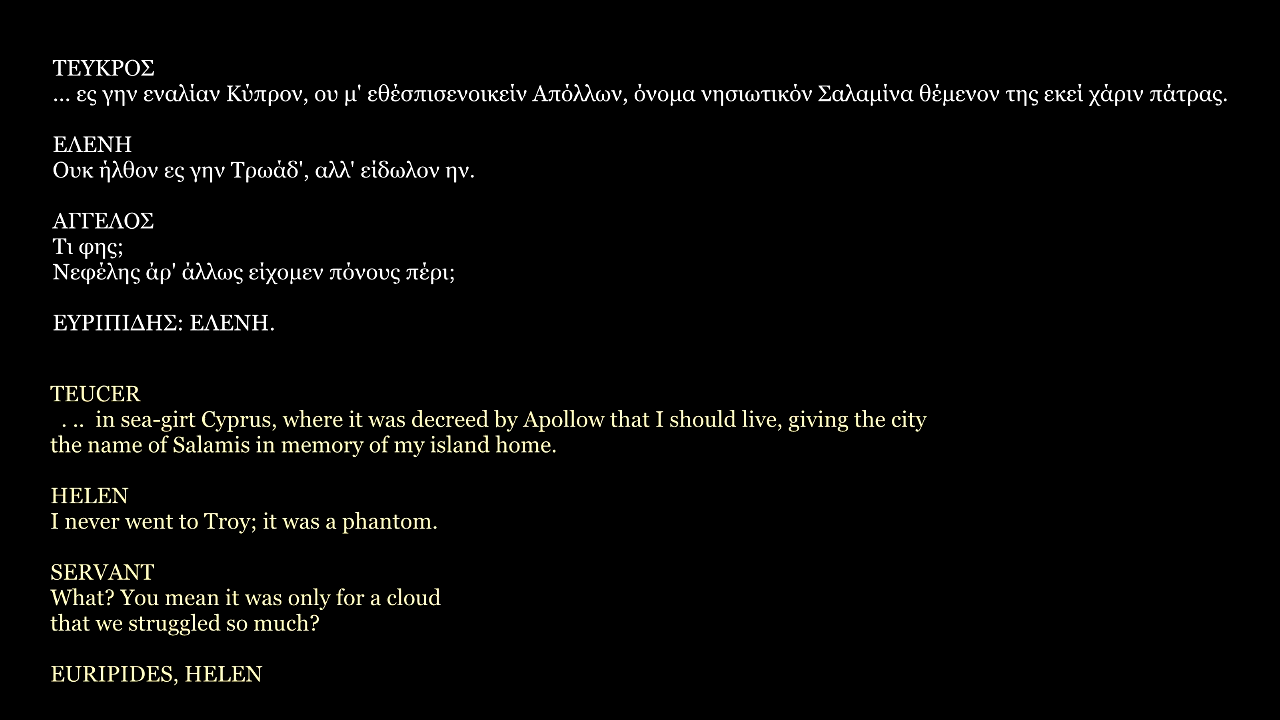 ΤΕΥΚΡΟΣ
... ες γην εναλίαν Κύπρον, ου μ' εθέσπισενοικείν Απόλλων, όνομα νησιωτικόν Σαλαμίνα θέμενον της εκεί χάριν πάτρας.
ΕΛΕΝΗ
Ουκ ήλθον ες γην Τρωάδ', αλλ' είδωλον ην.
ΑΓΓΕΛΟΣ
Τι φης;
Νεφέλης άρ' άλλως είχομεν πόνους πέρι;
ΕΥΡΙΠΙΔΗΣ: ΕΛΕΝΗ.
TEUCER
. .. in sea-girt Cyprus, where it was decreed by Apollow that I should live, giving the city
the name of Salamis in memory of my island home.
HELEN
I never went to Troy; it was a phantom.
SERVANT
What? You mean it was only for a cloud
that we struggled so much?
EURIPIDES, HELEN